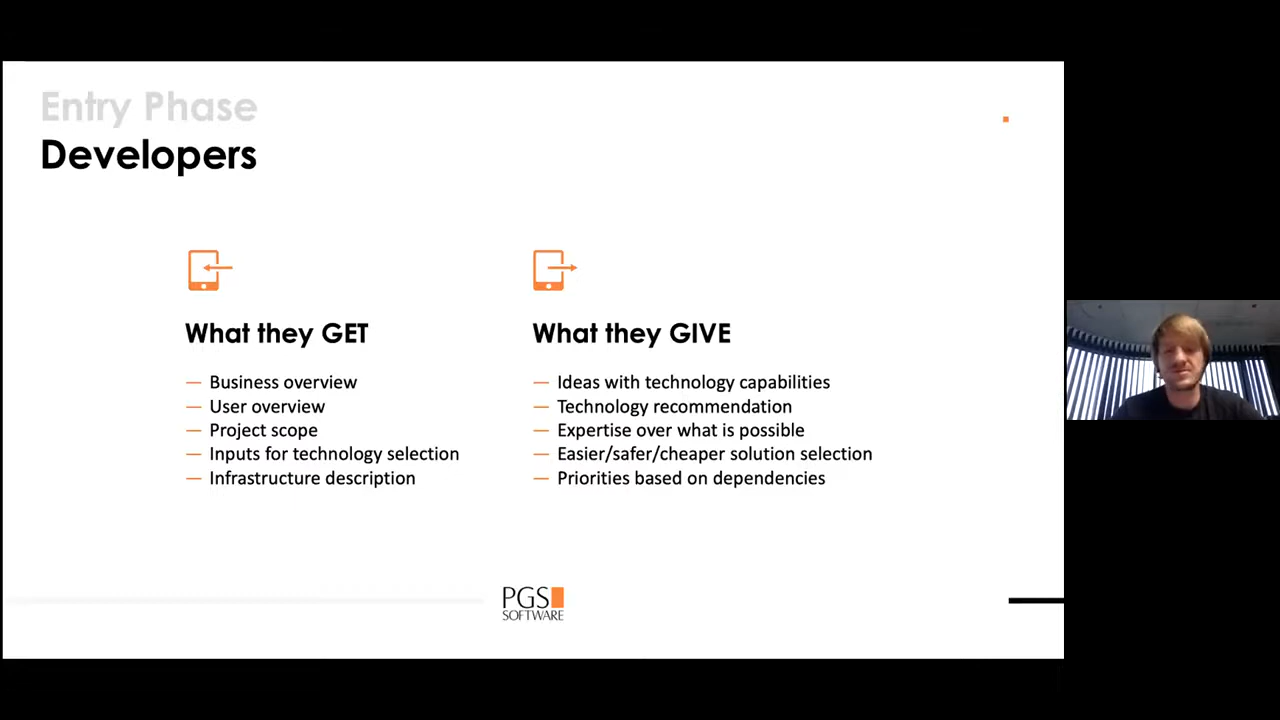 Entry Phase
Developers
What they GET
— Business overview
— User overview
— Project scope
— Inputs for technology selection
— Infrastructure description
What they GIVE
— Ideas with technology capabilities
— Technology recommendation
— Expertise over what is possible
— Easier/safer/cheaper solution selection
— Priorities based on dependencies
PGS
SOFTWARE